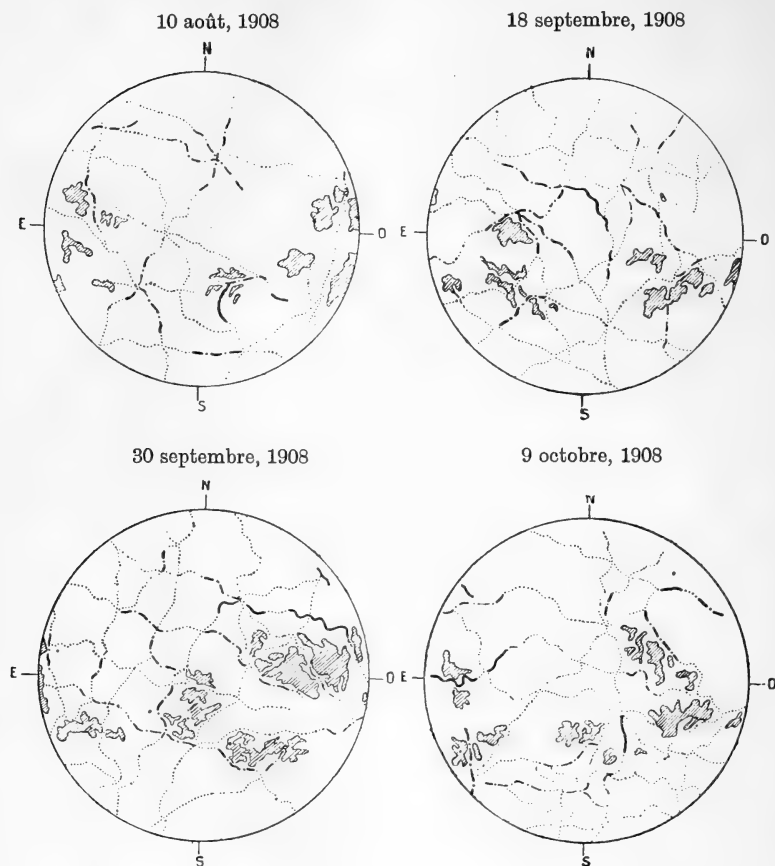 10 août, 1908
18 septembre, 1908
N
N
E
O
E
O
S
S
30 septembre, 1908
9 octobre, 1908
N
N
E
O
E
O
S
S